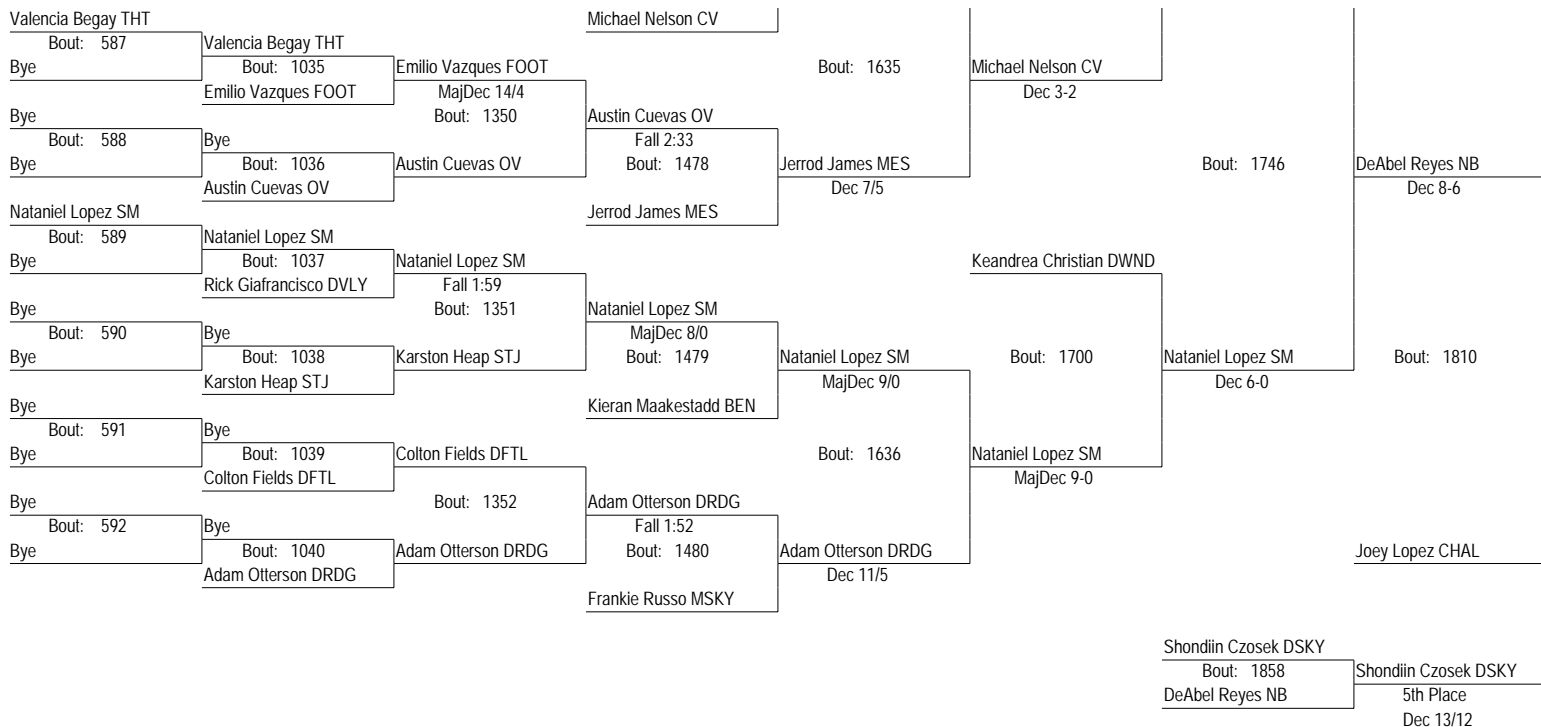 Valencia Begay THT
Michael Nelson CV
Bout: 587
Valencia Begay THT
Bye
Bout: 1035
Emilio Vazques FOOT
Bout: 1635
Michael Nelson CV
Emilio Vazques FOOT
MajDec 14/4
Dec 3-2
Bye
Bout: 1350
Austin Cuevas OV
Bout: 588
Bye
Fall 2:33
Bye
Bout: 1036
Austin Cuevas OV
Bout: 1478
Jerrod James MES
Bout: 1746
DeAbel Reyes NB
Austin Cuevas OV
Dec 7/5
Dec 8-6
Nataniel Lopez SM
Jerrod James MES
Bout: 589
Nataniel Lopez SM
Bye
Bout: 1037
Nataniel Lopez SM
Keandrea Christian DWND
Rick Giafrancisco DVLY
Fall 1:59
Bye
Bout: 1351
Nataniel Lopez SM
Bout: 590
Bye
MajDec 8/0
Bye
Bout: 1038
Karston Heap STJ
Bout: 1479
Nataniel Lopez SM
Bout: 1700
Nataniel Lopez SM
Bout: 1810
Karston Heap STJ
MajDec 9/0
Dec 6-0
Bye
Kieran Maakestadd BEN
Bout: 591
Bye
Bye
Bout: 1039
Colton Fields DFTL
Bout: 1636
Nataniel Lopez SM
Colton Fields DFTL
MajDec 9-0
Bye
Bout: 1352
Adam Otterson DRDG
Bout: 592
Bye
Fall 1:52
Bye
Bout: 1040
Adam Otterson DRDG
Bout: 1480
Adam Otterson DRDG
Joey Lopez CHAL
Adam Otterson DRDG
Dec 11/5
Frankie Russo MSKY
Shondiin Czosek DSKY
Bout: 1858
Shondiin Czosek DSKY
DeAbel Reyes NB
5th Place
Dec 13/12